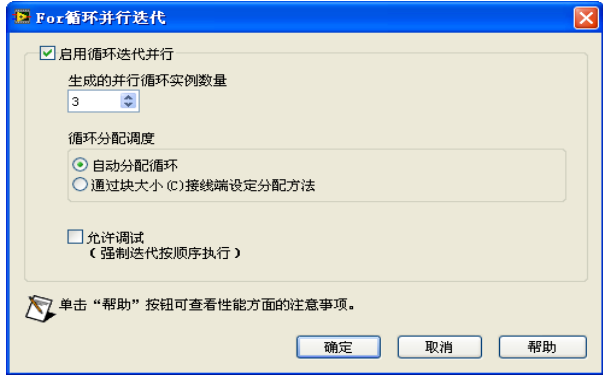 For循环并行迭代
启用循环迭代并行
生成的并行循环实例数量
3
循环分配调度
自动分配循环
通过块大小(C)接线端设定分配方法
允许调试
(强制迭代按顺序执行)
单击“帮助”按钮可查看性能方面的注意事项。
确定 取消 帮助